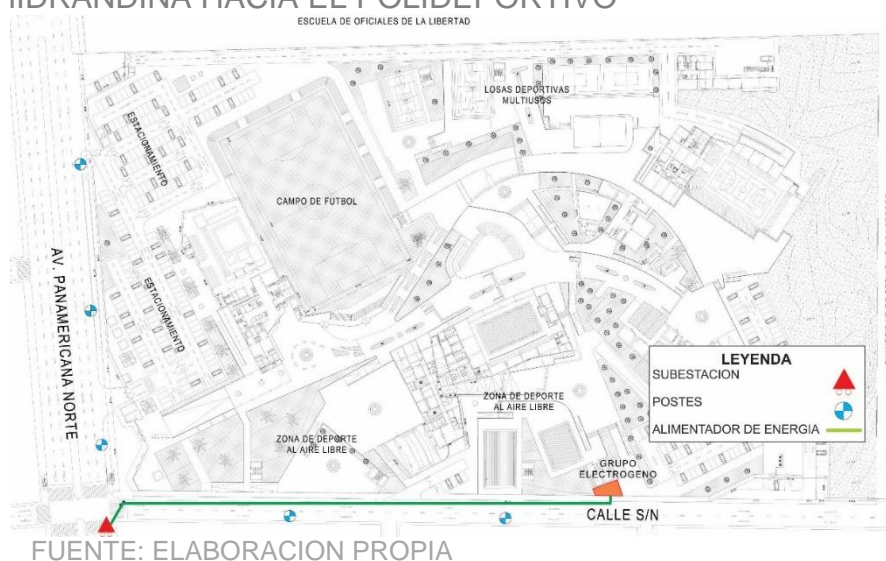 HIDRANDINA HACIA EL POLIDEPORTIVO
ESCUELA DE OFICIALES DE LA LIBERTAD
LOSAS DEPORTIVAS
MULTIUSOS
ESTACIONAMIENTO
CAMPO DE FUTBOL
AV. PANAMERICANA NORTE
ESTACIONAMIENTO
LEYENDA
SUBESTACION
POSTES
ALIMENTADOR DE ENERGIA
ZONA DE DEPORTE
AL AIRE LIBRE
ZONA DE DEPORTE
AL AIRE LIBRE
GRUPO
ELECTROGENO
CALLE S/N
FUENTE: ELABORACION PROPIA